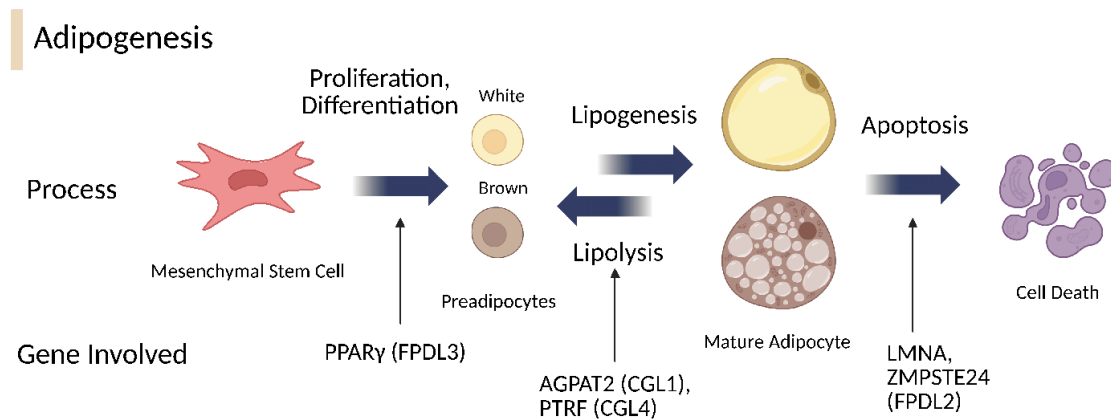 Adipogenesis
Proliferation,
Differentiation
White
Lipogenesis
Apoptosis
Process
Brown
Lipolysis
Mesenchymal Stem Cell
Preadipocytes
Mature Adipocyte
Cell Death
Gene Involved
PPARγ (FPDL3)
AGPAT2 (CGL1),
PTRF (CGL4)
LMNA,
ZMPSTE24
(FPDL2)